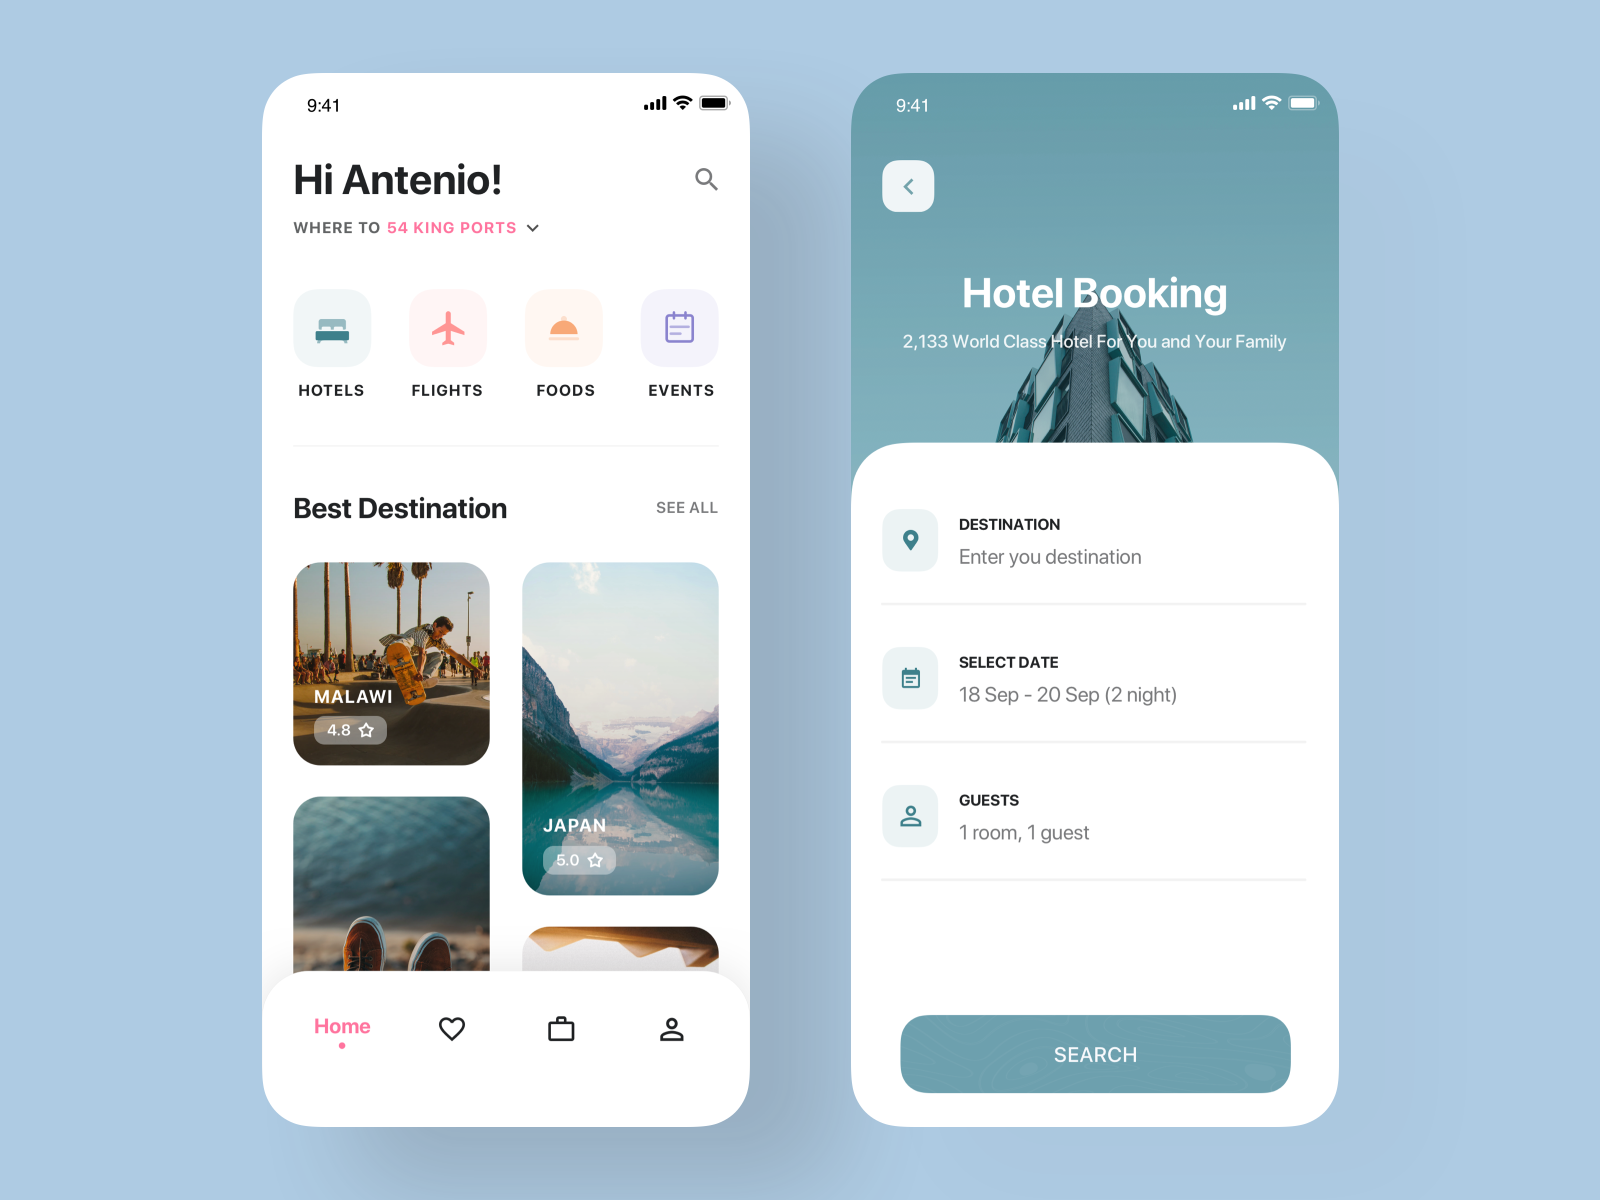 9:41
Hi Antenio!
WHERE TO 54 KING PORTS
HOTELS
FLIGHTS
FOODS
EVENTS
Best Destination
SEE ALL
MALAWI
4.8
JAPAN
5.0
Home
9:41
Hotel Booking
2,133 World Class Hotel For You and Your Family
DESTINATION
Enter you destination
SELECT DATE
18 Sep - 20 Sep (2 night)
GUESTS
1 room, 1 guest
SEARCH